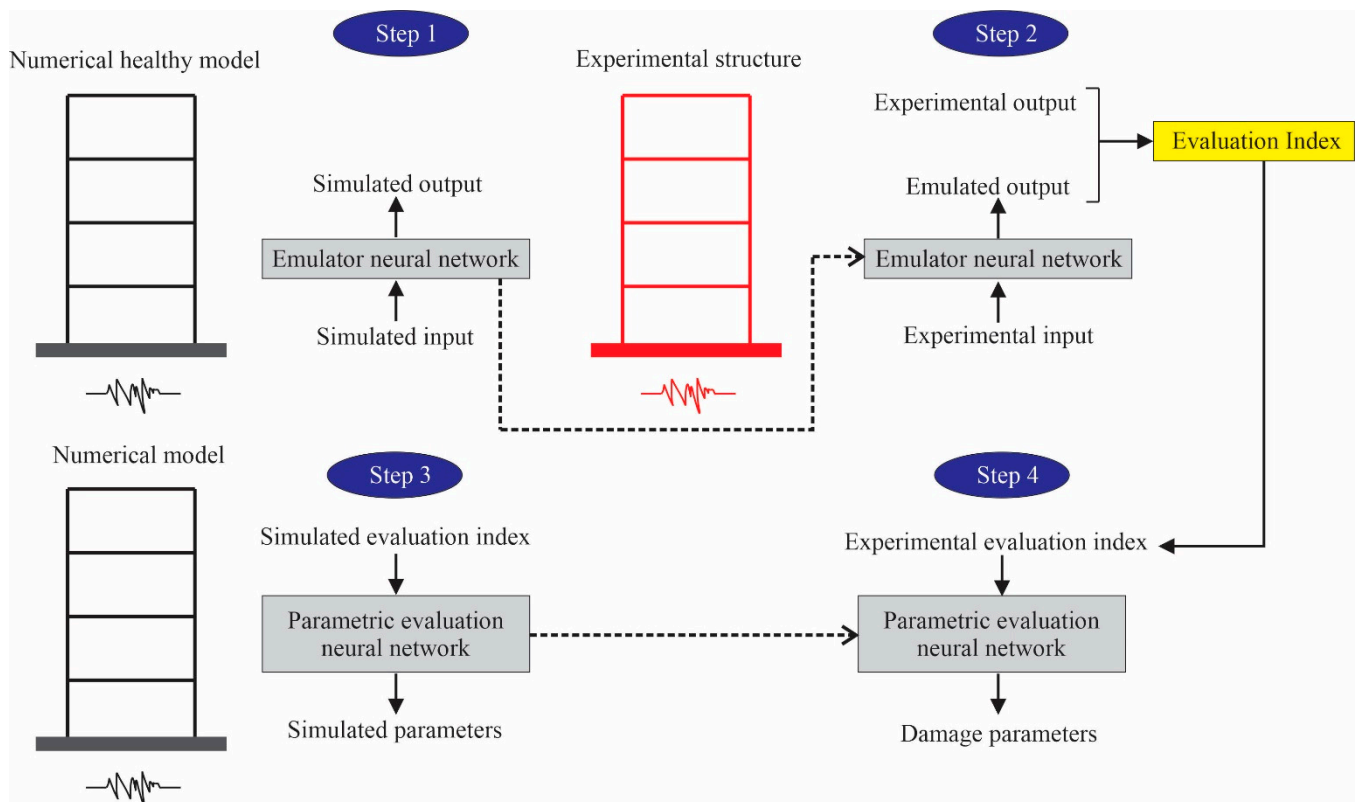 Step 1
Step 2
Numerical healthy model
Experimental structure
Experimental output
Evaluation Index
Simulated output
Emulated output
Emulator neural network
Emulator neural network
Simulated input
Experimental input
Numerical model
Step 3
Step 4
Simulated evaluation index
Experimental evaluation index
Parametric evaluation
neural network
Parametric evaluation
neural network
Simulated parameters
Damage parameters